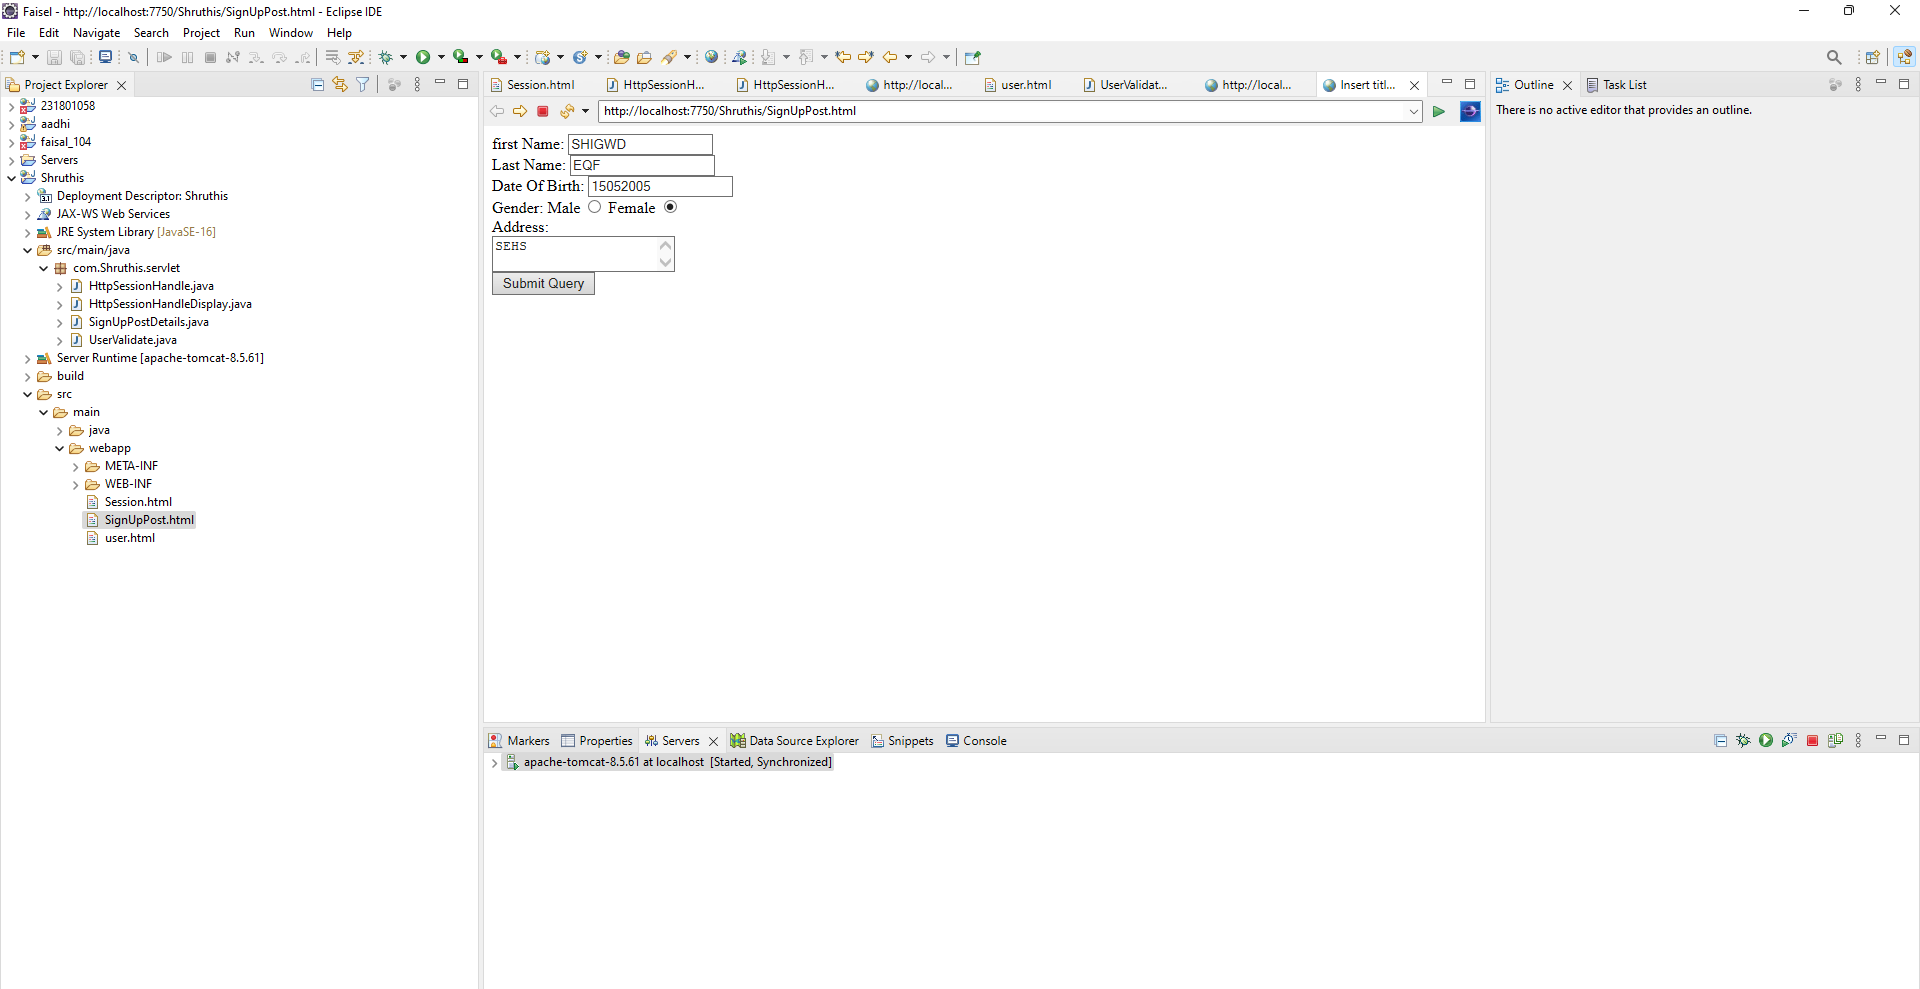 Faisel - http://localhost:7750/Shruthis/SignUpPost.html - Eclipse IDE
File Edit Navigate Search Project Run Window Help
Project Explorer
231801058
aadhi
faisal_104
Servers
Shruthis
Deployment Descriptor: Shruthis
JAX-WS Web Services
JRE System Library [JavaSE-16]
src/main/java
com.Shruthis.servlet
HttpSessionHandle.java
HttpSessionHandleDisplay.java
SignUpPostDetails.java
UserValidate.java
Server Runtime [apache-tomcat-8.5.61]
build
src
main
java
webapp
META-INF
WEB-INF
Session.html
SignUpPost.html
user.html
Session.html HttpSessionH... HttpSessionH... http://local... user.html UserValidat... http://local... Insert titl...
http://localhost:7750/Shruthis/SignUpPost.html
first Name: SHIGWD
Last Name: EQF
Date Of Birth: 15052005
Gender: Male Female
Address:
SEHS
Submit Query
Outline Task List
There is no active editor that provides an outline.
Markers Properties Servers Data Source Explorer Snippets Console
apache-tomcat-8.5.61 at localhost [Started, Synchronized]